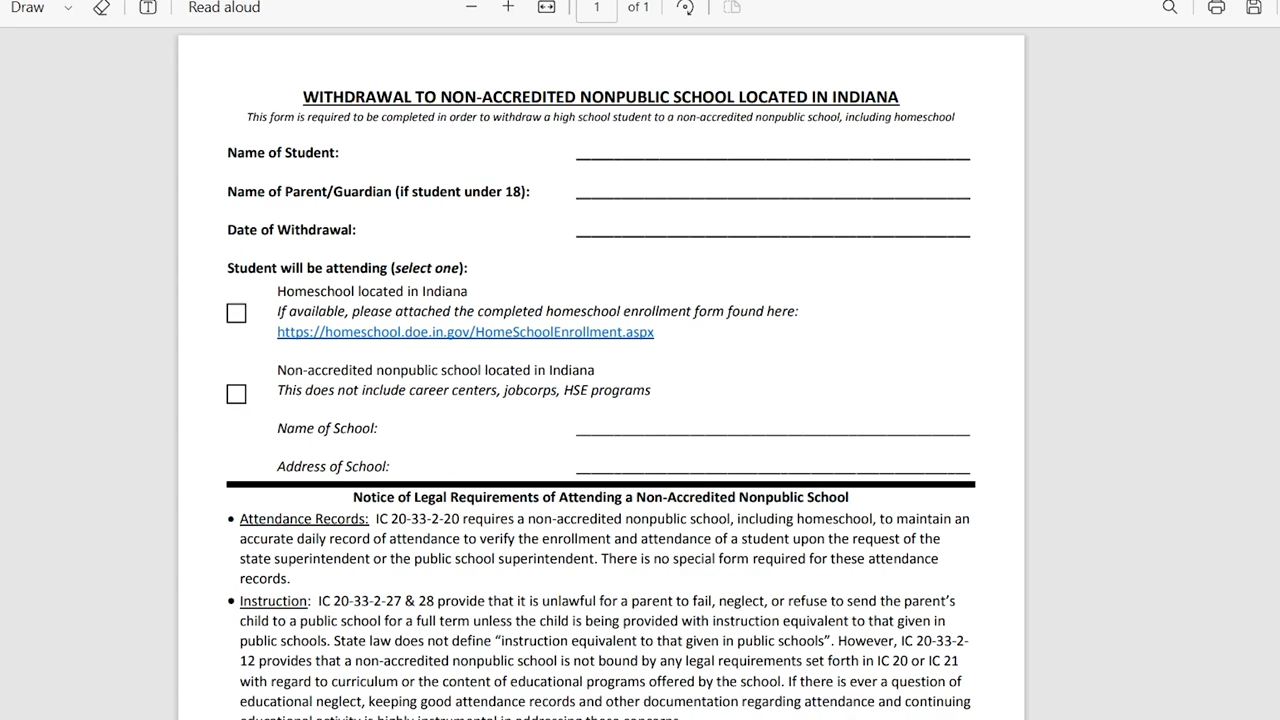 Draw Read aloud 1 of 1
WITHDRAWAL TO NON-ACCREDITED NONPUBLIC SCHOOL LOCATED IN INDIANA
This form is required to be completed in order to withdraw a high school student to a non-accredited nonpublic school, including homeschool
Name of Student:
Name of Parent/Guardian (if student under 18):
Date of Withdrawal:
Student will be attending (select one):
Homeschool located in Indiana
If available, please attached the completed homeschool enrollment form found here:
https://homeschool.doe.in.gov/HomeSchoolEnrollment.aspx
Non-accredited nonpublic school located in Indiana
This does not include career centers, jobcorps, HSE programs
Name of School:
Address of School:
Notice of Legal Requirements of Attending a Non-Accredited Nonpublic School
• Attendance Records: IC 20-33-2-20 requires a non-accredited nonpublic school, including homeschool, to maintain an
accurate daily record of attendance to verify the enrollment and attendance of a student upon the request of the
state superintendent or the public school superintendent. There is no special form required for these attendance
records.
• Instruction: IC 20-33-2-27 & 28 provide that it is unlawful for a parent to fail, neglect, or refuse to send the parent’s
child to a public school for a full term unless the child is being provided with instruction equivalent to that given in
public schools. State law does not define “instruction equivalent to that given in public schools”. However, IC 20-33-2-
12 provides that a non-accredited nonpublic school is not bound by any legal requirements set forth in IC 20 or IC 21
with regard to curriculum or the content of educational programs offered by the school. If there is ever a question of
educational neglect, keeping good attendance records and other documentation regarding attendance and continuing
educational activity is highly instrumental in addressing these concerns.